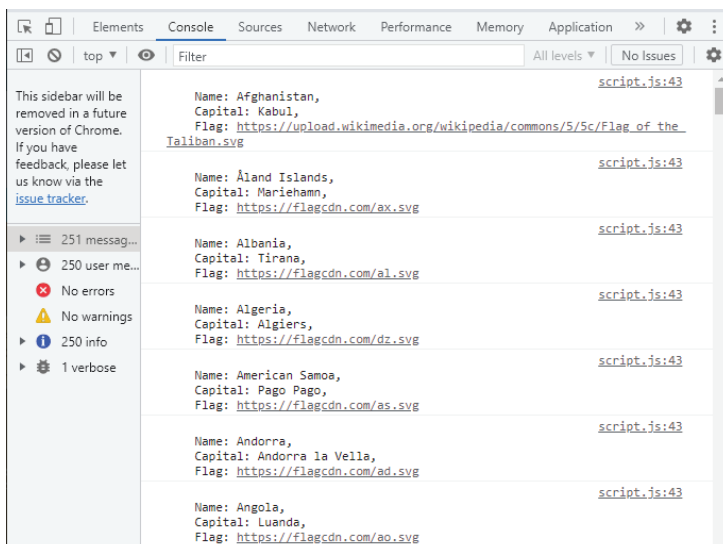 Elements Console Sources Network Performance Memory Application »
top ▼ Filter All levels ▼ No Issues
This sidebar will be
removed in a future
version of Chrome.
If you have
feedback, please let
us know via the
issue tracker.
251 messag...
250 user me...
No errors
No warnings
250 info
1 verbose
script.js:43
Name: Afghanistan,
Capital: Kabul,
Flag: https://upload.wikimedia.org/wikipedia/commons/5/5c/Flag_of_the_
Taliban.svg
script.js:43
Name: Åland Islands,
Capital: Mariehamn,
Flag: https://flagcdn.com/ax.svg
script.js:43
Name: Albania,
Capital: Tirana,
Flag: https://flagcdn.com/al.svg
script.js:43
Name: Algeria,
Capital: Algiers,
Flag: https://flagcdn.com/dz.svg
script.js:43
Name: American Samoa,
Capital: Pago Pago,
Flag: https://flagcdn.com/as.svg
script.js:43
Name: Andorra,
Capital: Andorra la Vella,
Flag: https://flagcdn.com/ad.svg
script.js:43
Name: Angola,
Capital: Luanda,
Flag: https://flagcdn.com/ao.svg